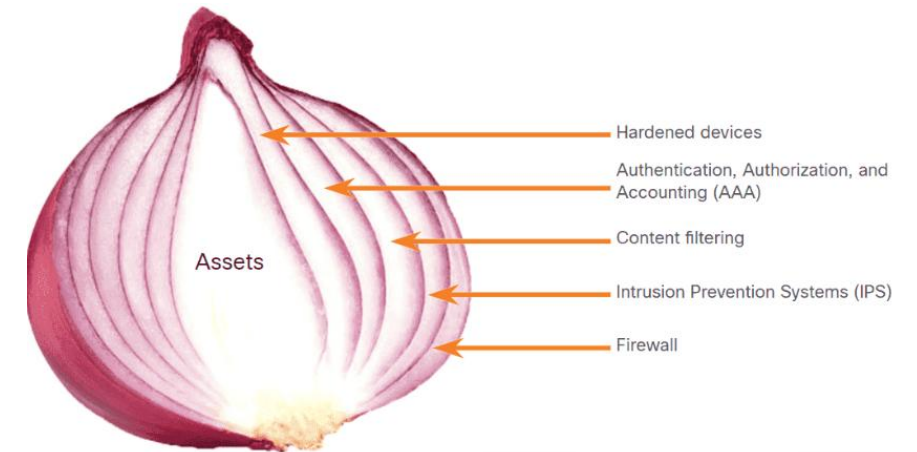 Hardened devices
Authentication, Authorization, and
Accounting (AAA)
Content filtering
Assets
Intrusion Prevention Systems (IPS)
Firewall